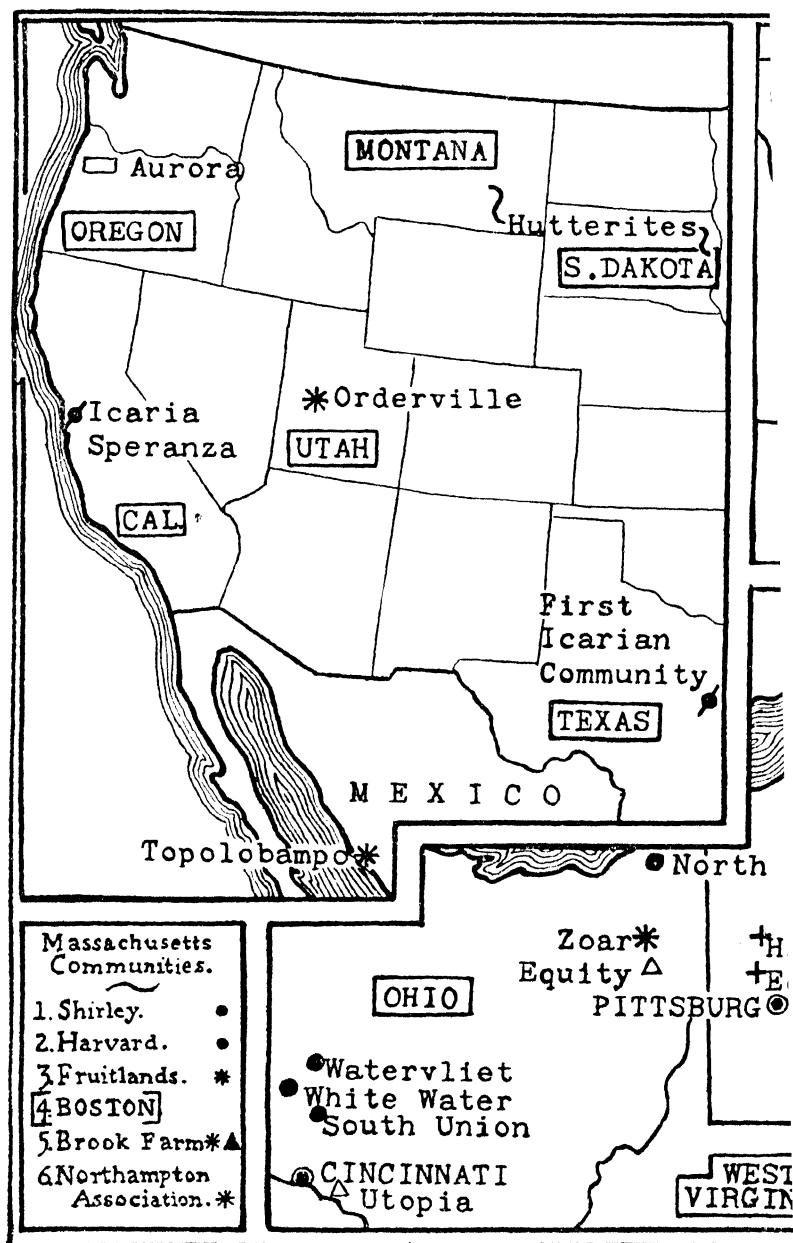 MONTANA
Aurora
OREGON
Hutterites
S. DAKOTA
Orderville
Icaria
Speranza
UTAH
CAL.
First
Icarian
Community
TEXAS
MEXICO
Topolobampo
North
Massachusetts
Communities.
1. Shirley.
2. Harvard.
3. Fruitlands.
4 BOSTON
5. Brook Farm
6. Northampton
Association.
Zoar
H
Equity
E
OHIO
PITTSBURG
Watervliet
White Water
South Union
CINCINNATI
Utopia
WEST
VIRGIN